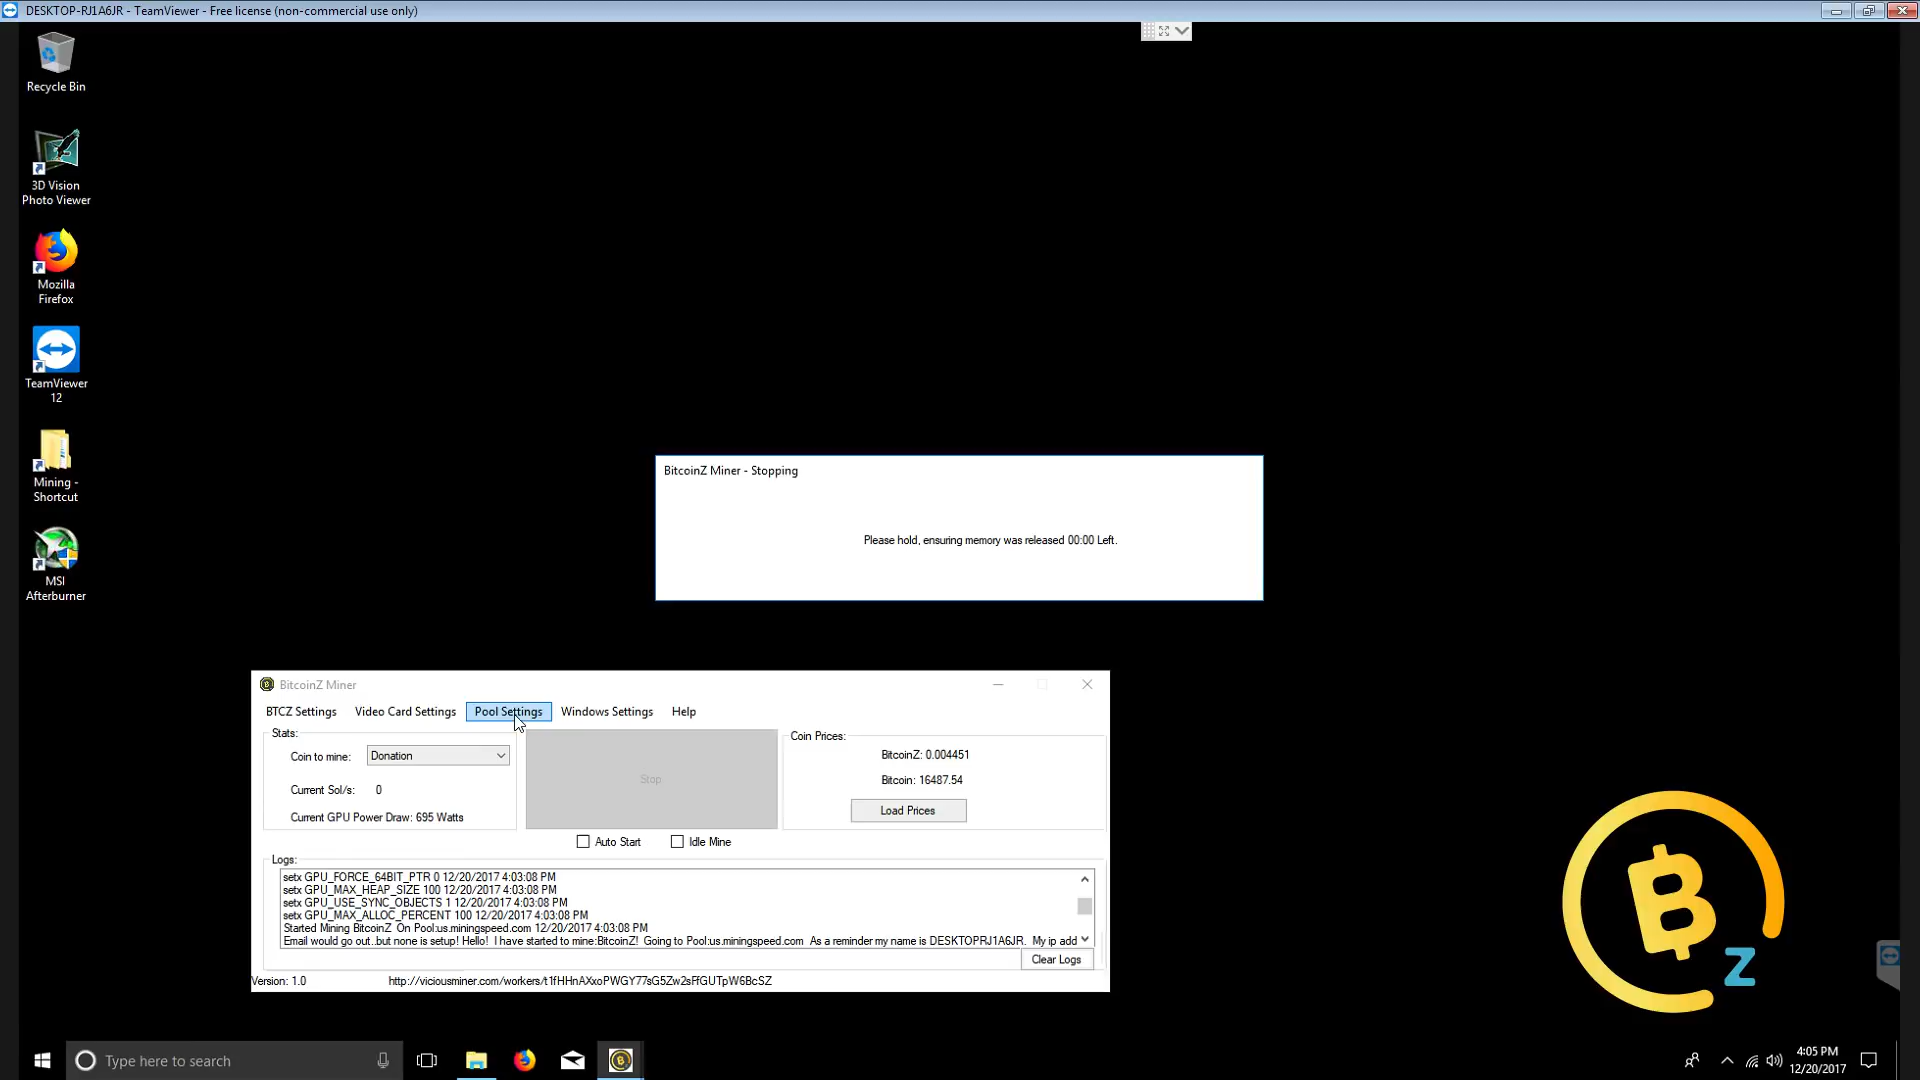 DESKTOP-RJ1A6JR - TeamViewer - Free license (non-commercial use only)
Recycle Bin
3D Vision
Photo Viewer
Mozilla
Firefox
TeamViewer
12
Mining -
Shortcut
MSI
Afterburner
BitcoinZ Miner - Stopping
Please hold, ensuring memory was released 00:00 Left.
BitcoinZ Miner
BTCZ Settings Video Card Settings Pool Settings Windows Settings Help
Stats:
Coin to mine: Donation
Current Sol/s: 0
Current GPU Power Draw: 695 Watts
Stop
Auto Start Idle Mine
Coin Prices:
BitcoinZ: 0.004451
Bitcoin: 16487.54
Load Prices
Logs:
setx GPU_FORCE_64BIT_PTR 0 12/20/2017 4:03:08 PM
setx GPU_MAX_HEAP_SIZE 100 12/20/2017 4:03:08 PM
setx GPU_USE_SYNC_OBJECTS 1 12/20/2017 4:03:08 PM
setx GPU_MAX_ALLOC_PERCENT 100 12/20/2017 4:03:08 PM
Started Mining BitcoinZ On Pool:us.miningspeed.com 12/20/2017 4:03:08 PM
Email would go out..but none is setup! Hello! I have started to mine:BitcoinZ! Going to Pool:us.miningspeed.com As a reminder my name is DESKTOPRJ1A6JR. My ip add
Clear Logs
Version: 1.0 http://viciousminer.com/workers/t1fHHnAXxoPWGY77sG5Zw2sFfGUTpW6BcSZ
Z
Type here to search
4:05 PM
12/20/2017